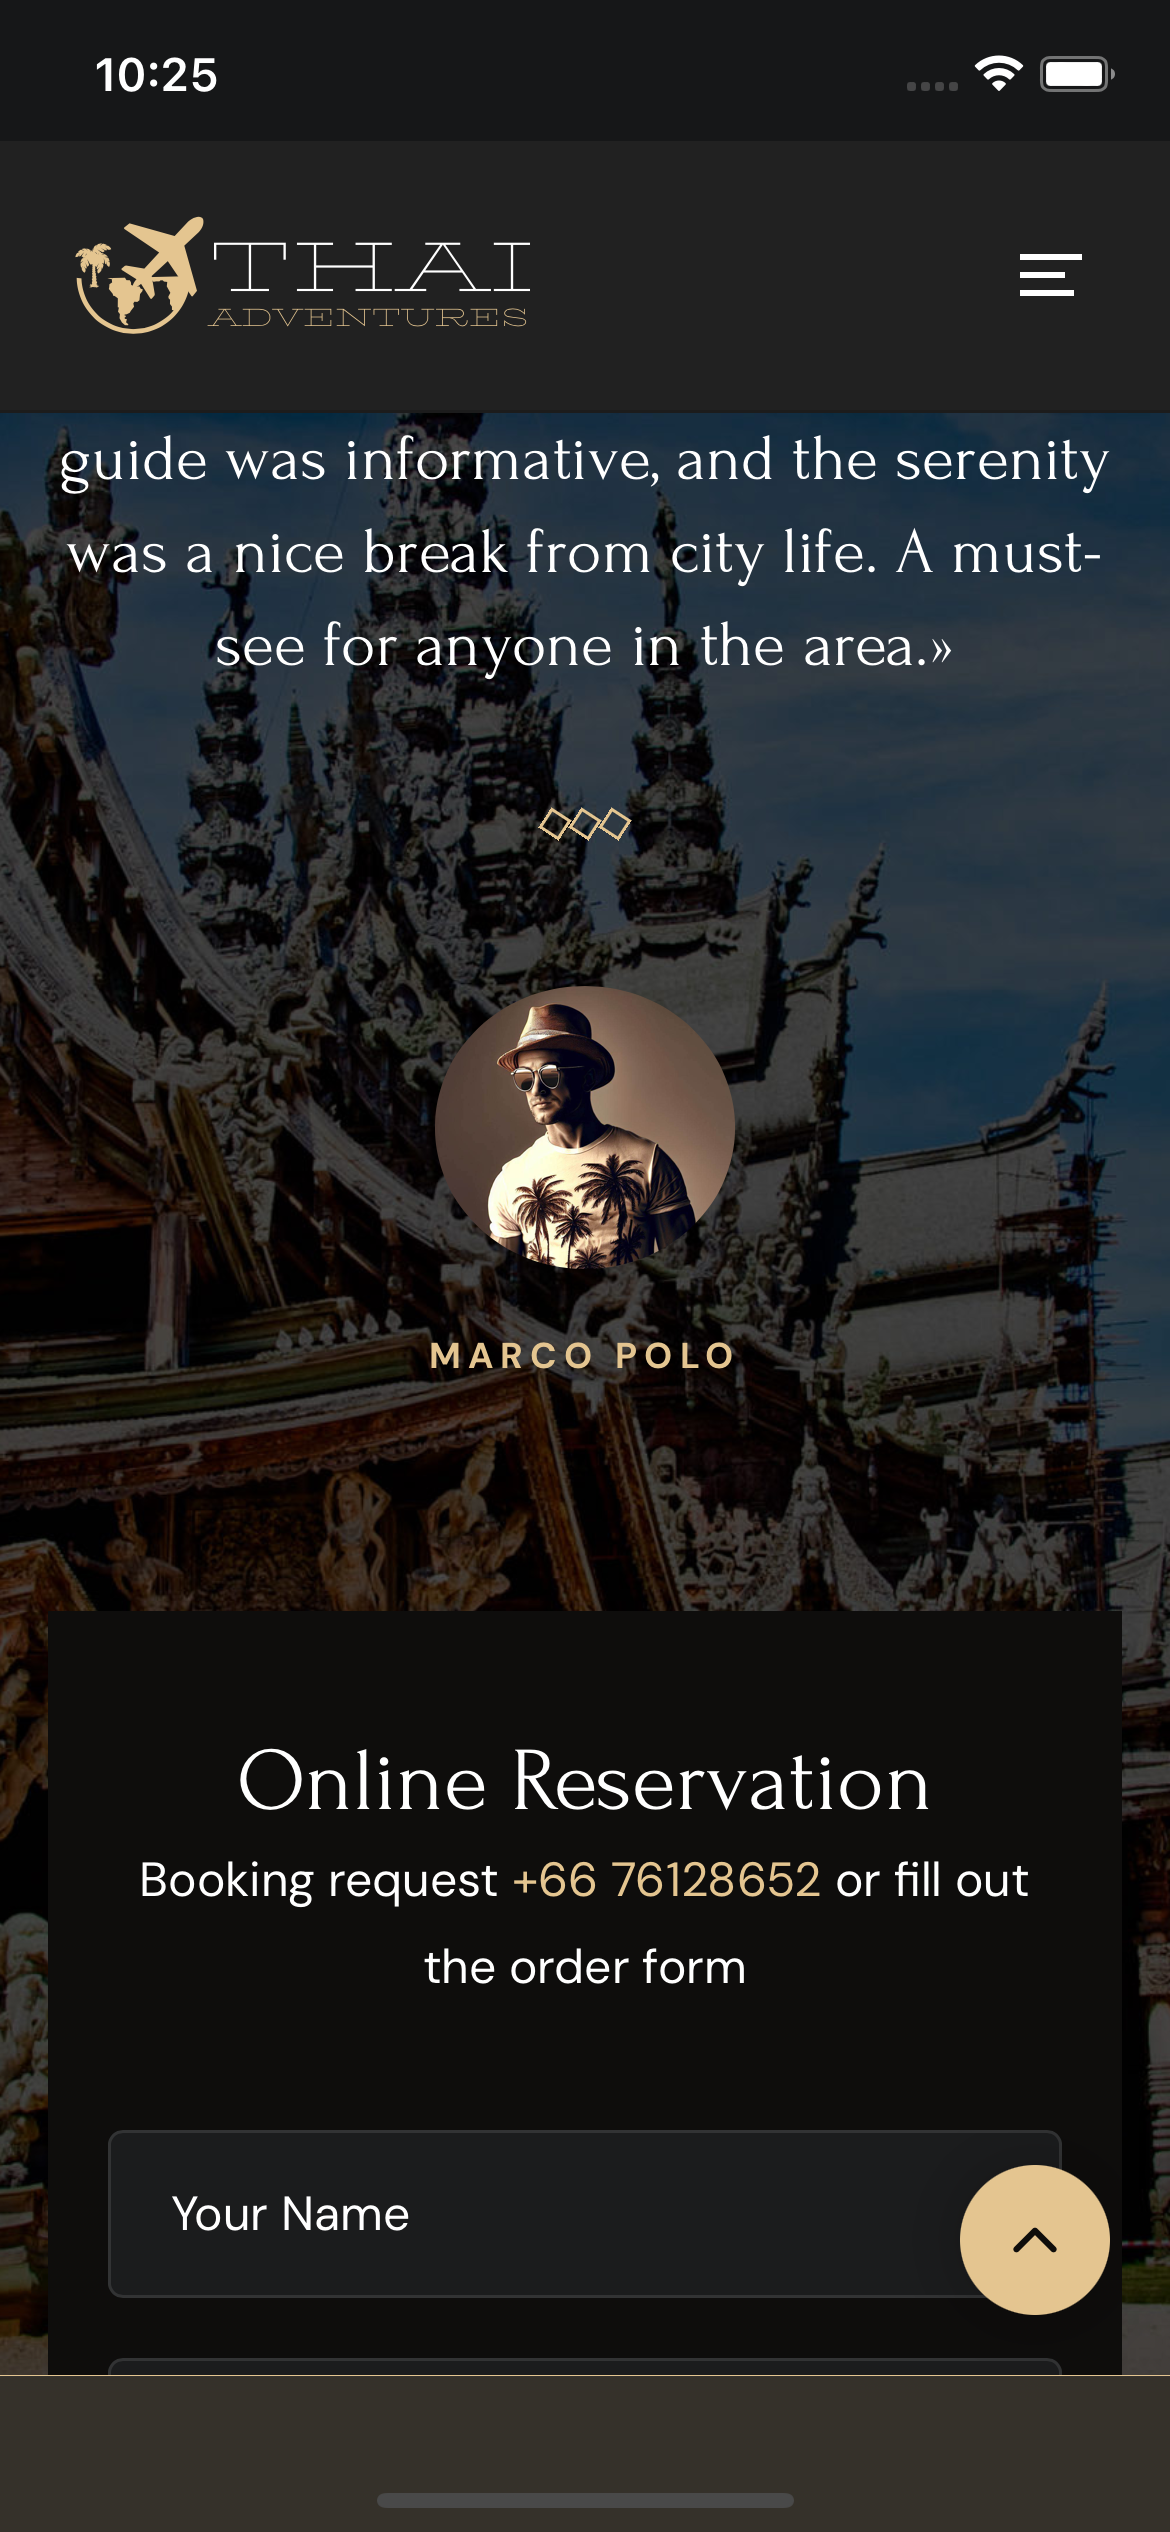 10:25
THAI
ADVENTURES
guide was informative, and the serenity
was a nice break from city life. A must-
see for anyone in the area.»
MARCO POLO
Online Reservation
Booking request +66 76128652 or fill out
the order form
Your Name